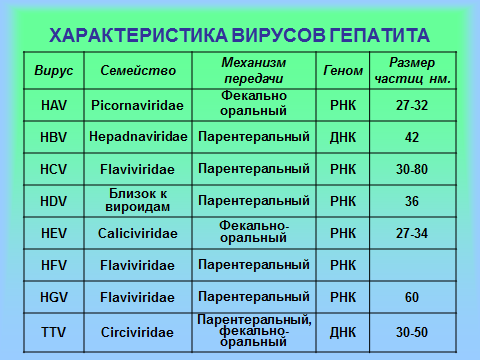 ХАРАКТЕРИСТИКА ВИРУСОВ ГЕПАТИТА
Вирус Семейство Механизм передачи Геном Размер частиц нм.
HAV Picornaviridae Фекально оральный РНК 27-32
HBV Hepadnaviridae Парентеральный ДНК 42
HCV Flaviviridae Парентеральный РНК 30-80
HDV Близок к вироидам Парентеральный РНК 36
HEV Caliciviridae Фекально-оральный РНК 27-34
HFV Flaviviridae Парентеральный РНК
HGV Flaviviridae Парентеральный РНК 60
TTV Circiviridae Парентеральный, фекально-оральный ДНК 30-50